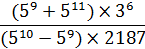 (5⁹ + 5¹¹) × 3⁶
(5¹⁰ − 5⁹) × 2187